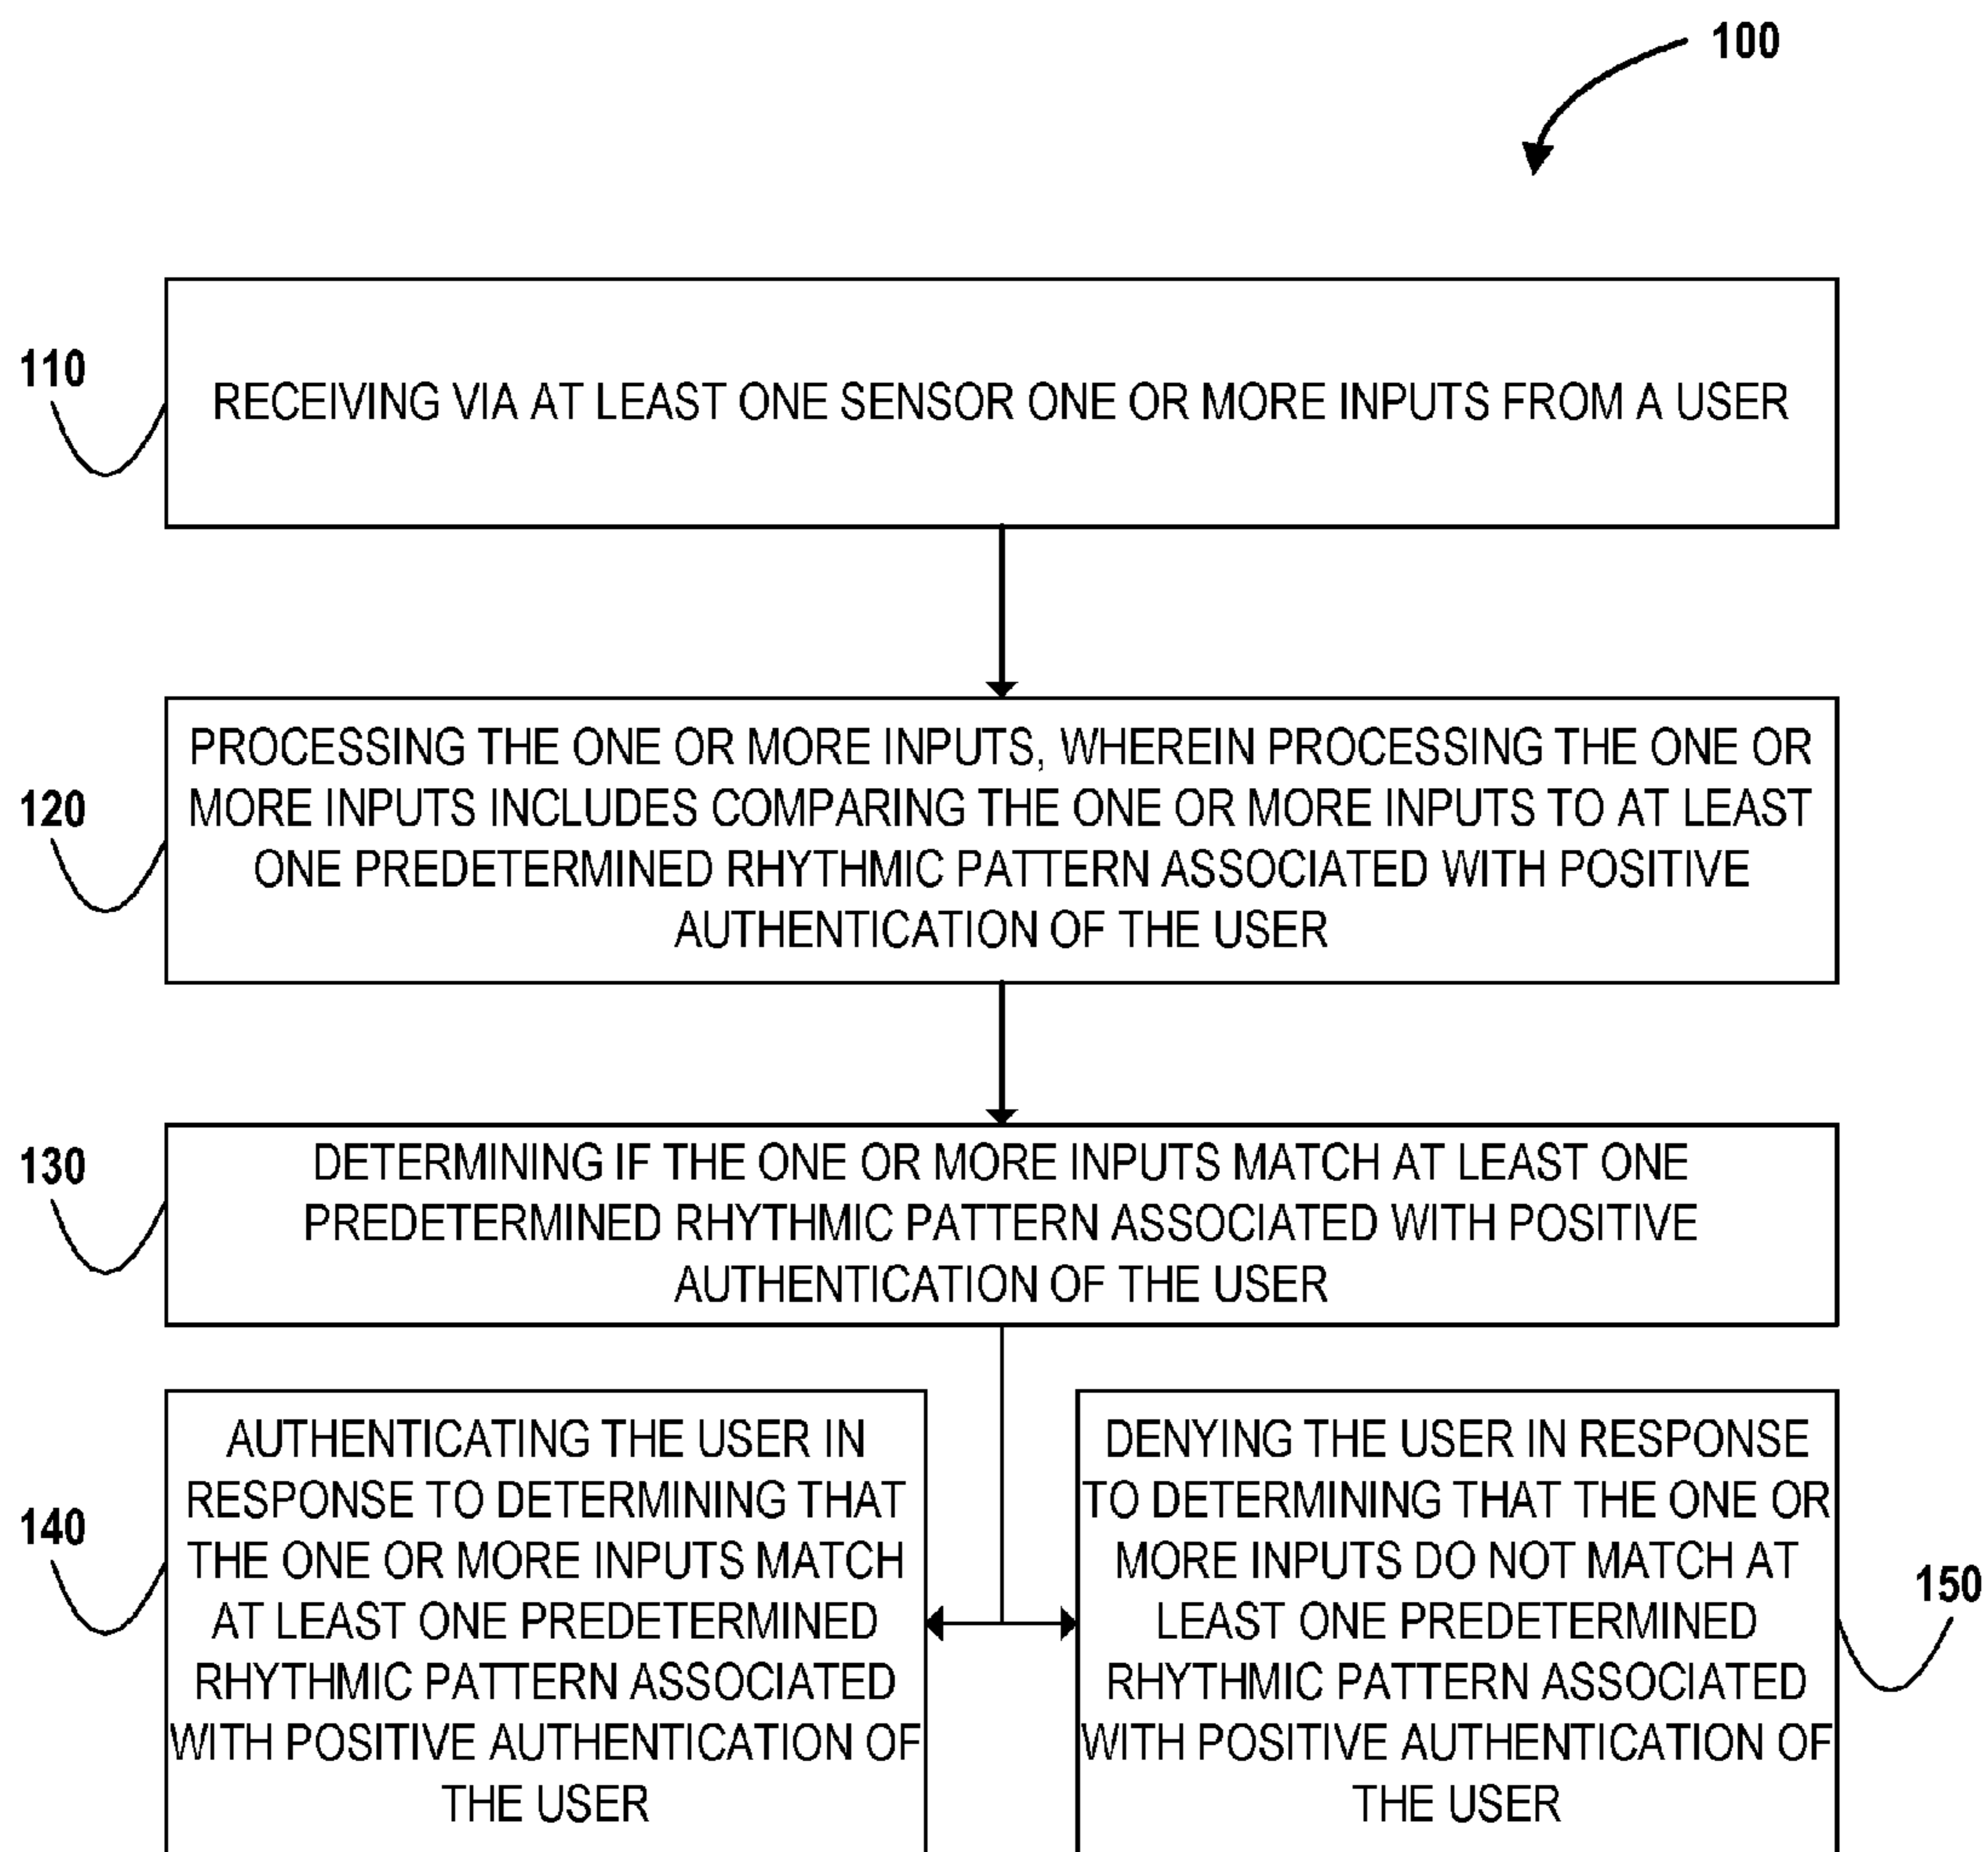 100
110
RECEIVING VIA AT LEAST ONE SENSOR ONE OR MORE INPUTS FROM A USER
120
PROCESSING THE ONE OR MORE INPUTS, WHEREIN PROCESSING THE ONE OR
MORE INPUTS INCLUDES COMPARING THE ONE OR MORE INPUTS TO AT LEAST
ONE PREDETERMINED RHYTHMIC PATTERN ASSOCIATED WITH POSITIVE
AUTHENTICATION OF THE USER
130
DETERMINING IF THE ONE OR MORE INPUTS MATCH AT LEAST ONE
PREDETERMINED RHYTHMIC PATTERN ASSOCIATED WITH POSITIVE
AUTHENTICATION OF THE USER
140
AUTHENTICATING THE USER IN
RESPONSE TO DETERMINING THAT
THE ONE OR MORE INPUTS MATCH
AT LEAST ONE PREDETERMINED
RHYTHMIC PATTERN ASSOCIATED
WITH POSITIVE AUTHENTICATION OF
THE USER
DENYING THE USER IN RESPONSE
TO DETERMINING THAT THE ONE OR
MORE INPUTS DO NOT MATCH AT
LEAST ONE PREDETERMINED
RHYTHMIC PATTERN ASSOCIATED
WITH POSITIVE AUTHENTICATION OF
THE USER
150